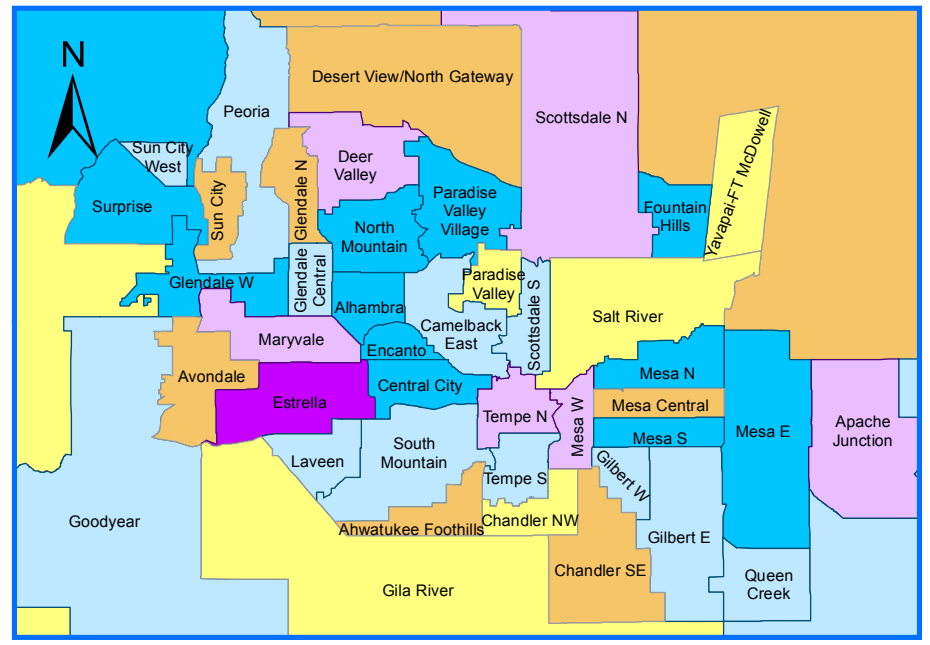 N
Peoria
Desert View/North Gateway
Scottsdale N
Yavapai-FT McDowell
Sun City
West
Deer
Valley
Glendale N
Surprise
Sun City
Paradise
Valley
Village
Fountain
Hills
North
Mountain
Glendale W
Glendale
Central
Paradise
Valley
Scottsdale S
Alhambra
Salt River
Camelback
East
Maryvale
Encanto
Avondale
Mesa N
Central City
Estrella
Mesa Central
Tempe N
Mesa W
Mesa S
Mesa E
Apache
Junction
South
Mountain
Laveen
Tempe S
Gilbert W
Goodyear
Ahwatukee Foothills
Chandler NW
Gilbert E
Chandler SE
Queen
Creek
Gila River